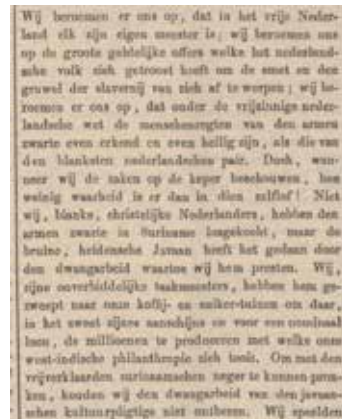 Wij beroemen er ons op, dat in het vrije Neder-
land elk zijn eigen meester is; wij beroemen ons
op de groote geldelijke offers welke het nederland-
sche volk zich getroost heeft om de smet en den
gruwel der slavernij van zich af te werpen; wij be-
roemen er ons op, dat onder de vrijzinnige neder-
landsche wet de menschenregten van den armen
zwarte even erkend en even heilig zijn, als die van
den blanksten nederlandschen pair. Doch, wan-
neer wij de zaken op de keper beschouwen, hoe
weinig waarheid is er dan in dien zelflof! Niet
wij, blanke, christelijke Nederlanders, hebben den
armen zwarte in Suriname losgekocht, maar de
bruine, heidensche Javaan heeft het gedaan door
den dwangarbeid waartoe wij hem presten. Wij,
zijne onverbiddelijke taakmeesters, hebben hem ge-
zweept naar onze koffij- en suiker-tuinen om daar,
in het zweet zijns aanschijns en voor een nominaal
loon, de millioenen te produceren met welke onze
west-indische philanthropie zich tooit. Om met den
vrijverklaarden surinaamschen neger te kunnen pron-
ken, houden wij den dwangarbeid van den javaan-
schen kultuurpligtige niet ontberen. Wij speelden